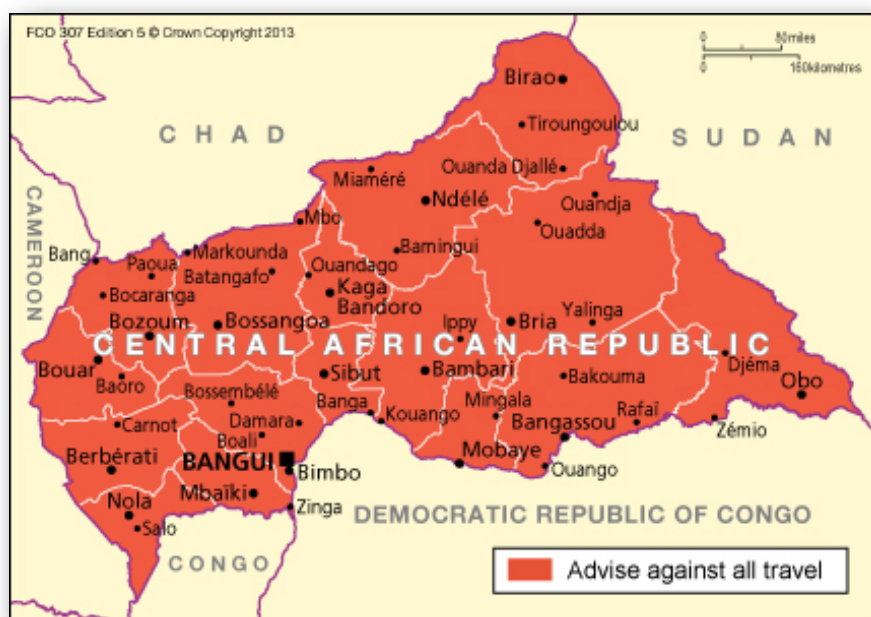 FCO 307 Edition 5 © Crown Copyright 2013
0 80miles
0 160kilometres
Birao
Tiroungoulou
CHAD
SUDAN
Ouanda Djallé
Miaméré
Ndélé
Ouandja
CAMEROON
Mbo
Ouadda
Bang
Markounda
Bamingui
Paoua
Batangafo
Ouandago
Bocaranga
Kaga
Bandoro
Bozoum
Bossangoa
Ippy
Bria
Yalinga
CENTRAL AFRICAN REPUBLIC
Bouar
Baoro
Sibut
Bambari
Bakouma
Djéma
Obo
Bossembélé
Banga
Kouango
Mingala
Carnot
Damara
Boali
Bangassou
Rafaï
Zémio
Berbérati
BANGUI
Bimbo
Mobaye
Ouango
Nola
Mbaïki
Zinga
Salo
DEMOCRATIC REPUBLIC OF CONGO
CONGO
Advise against all travel